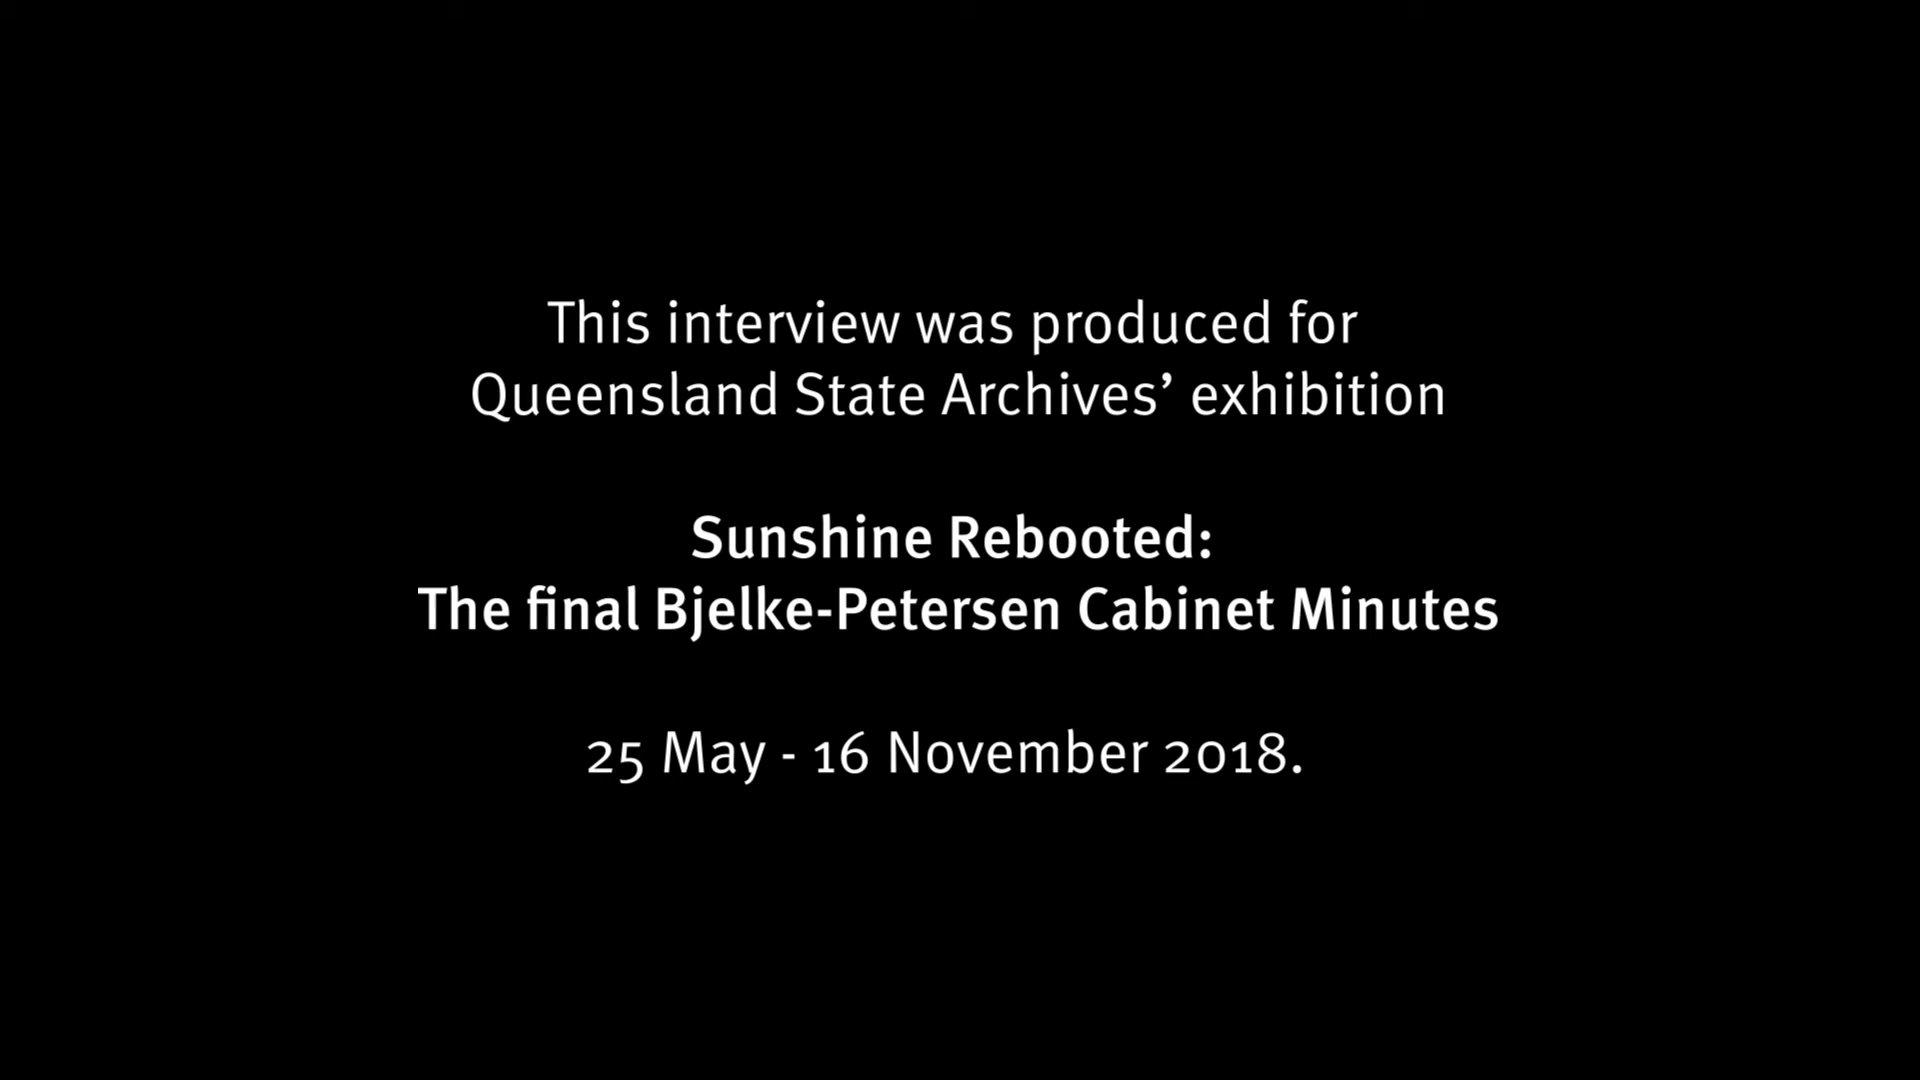 This interview was produced for
Queensland State Archives’ exhibition
Sunshine Rebooted:
The final Bjelke-Petersen Cabinet Minutes
25 May - 16 November 2018.